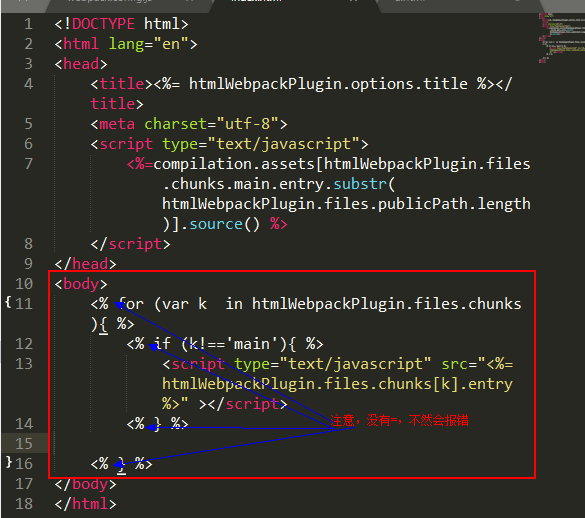 1 <!DOCTYPE html>
2 <html lang="en">
3 <head>
4 <title><%= htmlWebpackPlugin.options.title %></
title>
5 <meta charset="utf-8">
6 <script type="text/javascript">
7 <%=compilation.assets[htmlWebpackPlugin.files
.chunks.main.entry.substr(
htmlWebpackPlugin.files.publicPath.length
)].source() %>
8 </script>
9 </head>
10 <body>
{ 11 <% for (var k  in htmlWebpackPlugin.files.chunks
){ %>
12 <% if (k!=='main'){ %>
13 <script type="text/javascript" src="<%=
htmlWebpackPlugin.files.chunks[k].entry
%>" ></script>
14 <% } %>
注意，没有=，不然会报错
15
} 16 <% } %>
17 </body>
18 </html>